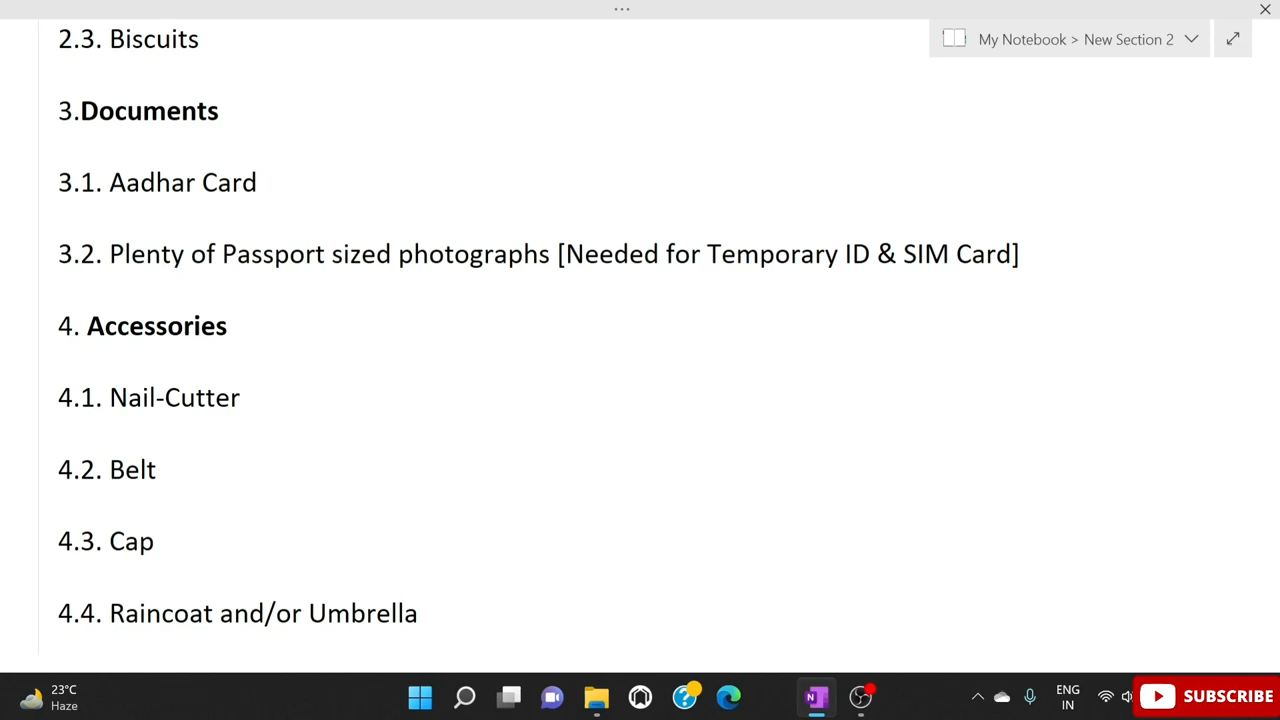 2.3. Biscuits
My Notebook > New Section 2
3.Documents
3.1. Aadhar Card
3.2. Plenty of Passport sized photographs [Needed for Temporary ID & SIM Card]
4. Accessories
4.1. Nail-Cutter
4.2. Belt
4.3. Cap
4.4. Raincoat and/or Umbrella
23°C
Haze
ENG
IN
SUBSCRIBE